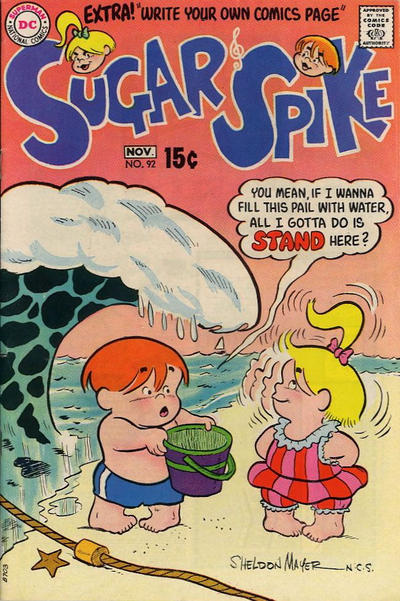 EXTRA! "WRITE YOUR OWN COMICS PAGE"
SUPERMAN
DC
NATIONAL COMICS
APPROVED
BY THE
COMICS
CODE
AUTHORITY
SUGAR & SPIKE
NOV.
NO. 92
15¢
YOU MEAN, IF I WANNA
FILL THIS PAIL WITH WATER,
ALL I GOTTA DO IS
STAND HERE?
SHELDON MAYER N.C.S.